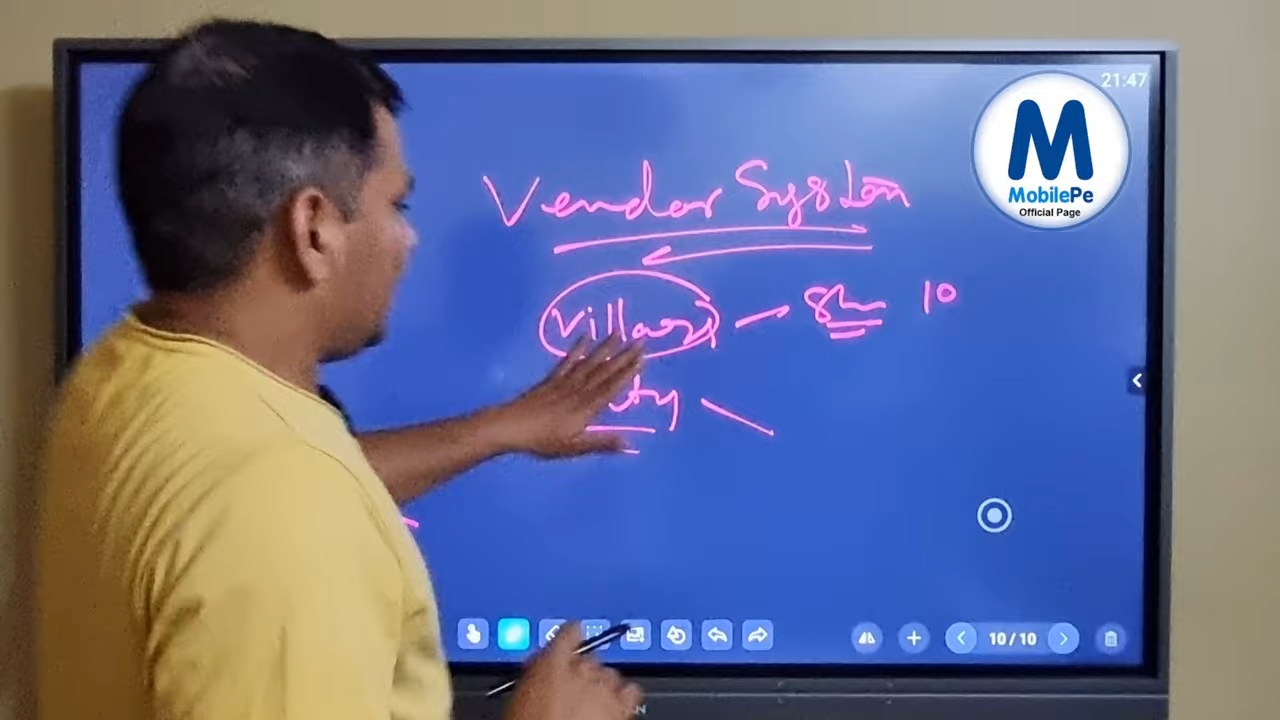 21:47
M
MobilePe
Official Page
Vendor System
Village 10
10/10